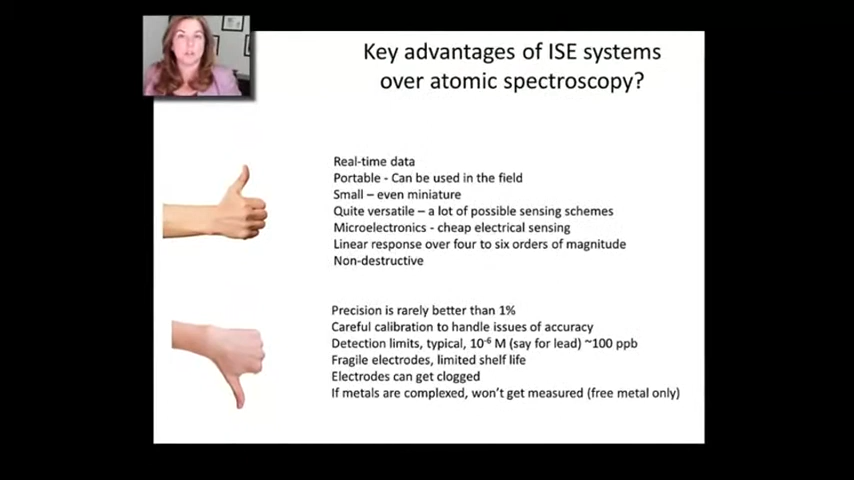 Key advantages of ISE systems
over atomic spectroscopy?
Real-time data
Portable - Can be used in the field
Small – even miniature
Quite versatile – a lot of possible sensing schemes
Microelectronics - cheap electrical sensing
Linear response over four to six orders of magnitude
Non-destructive
Precision is rarely better than 1%
Careful calibration to handle issues of accuracy
Detection limits, typical, 10⁻⁶ M (say for lead) ~100 ppb
Fragile electrodes, limited shelf life
Electrodes can get clogged
If metals are complexed, won't get measured (free metal only)